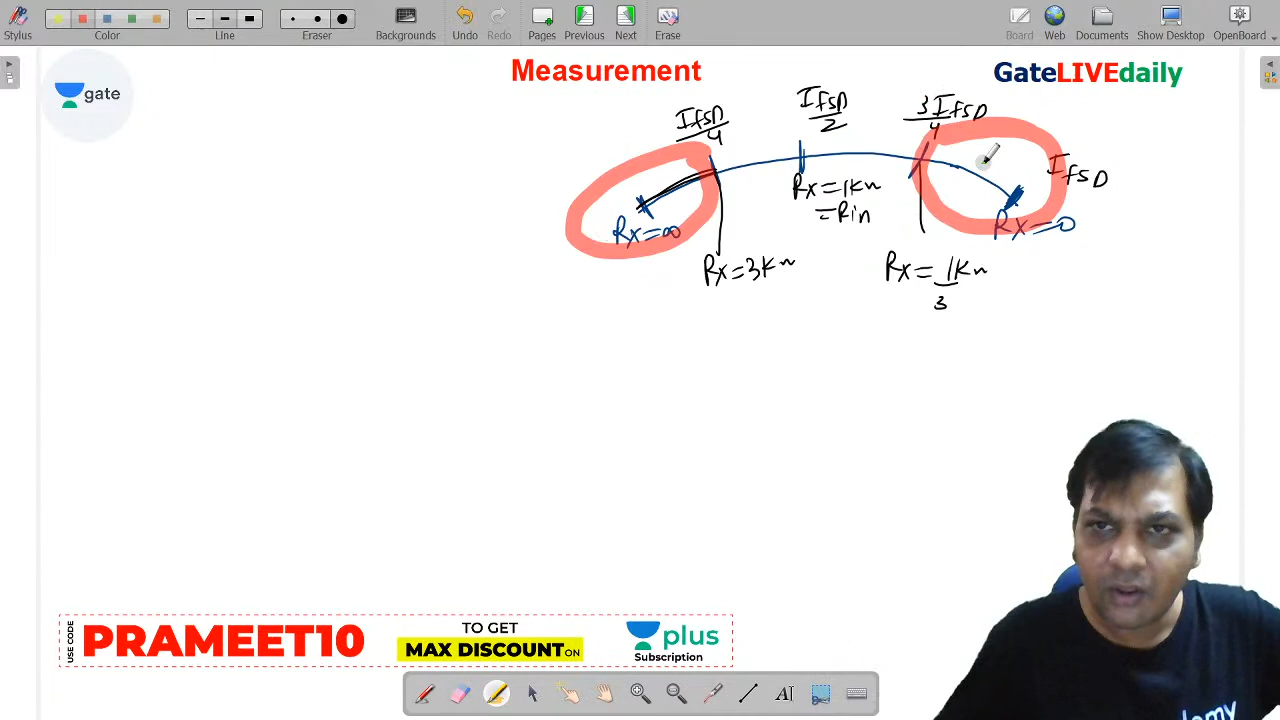 Stylus
Color
Line
Eraser
Backgrounds
Undo
Redo
Pages
Previous
Next
Erase
Board
Web
Documents
Show Desktop
OpenBoard
gate
Measurement
GateLIVEdaily
IfSD/4
IfSD/2
3IfSD/4
IfSD
Rx=∞
Rx=1kΩ
=Rin
Rx=0
Rx=3kΩ
Rx=1kΩ/3
USE CODE
PRAMEET10
TO GET
MAX DISCOUNT ON
plus
Subscription
demy